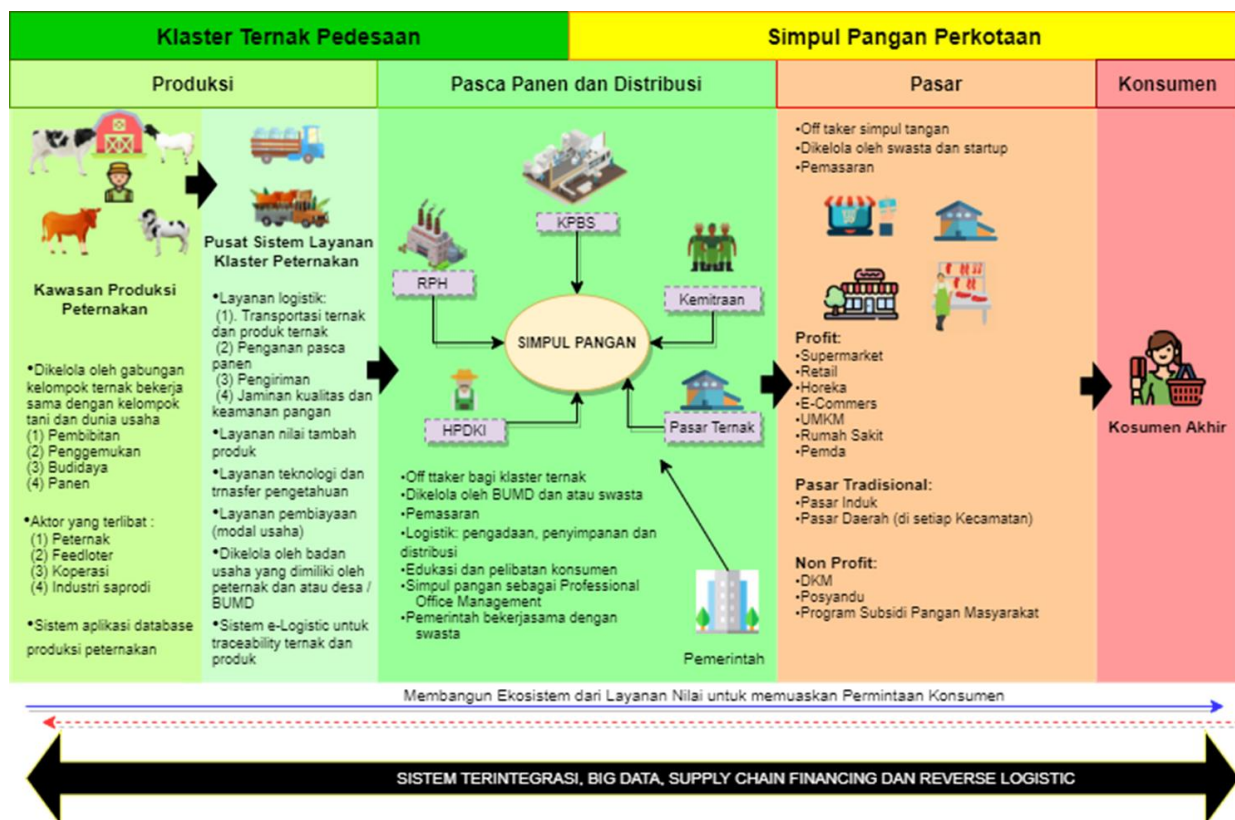 Klaster Ternak Pedesaan
Simpul Pangan Perkotaan
Produksi
Pasca Panen dan Distribusi
Pasar
Konsumen
Kawasan Produksi
Peternakan
•Dikelola oleh gabungan
kelompok ternak bekerja
sama dengan kelompok
tani dan dunia usaha
(1) Pembibitan
(2) Penggemukan
(3) Budidaya
(4) Panen
•Aktor yang terlibat :
(1) Peternak
(2) Feedloter
(3) Koperasi
(4) Industri saprodi
•Sistem aplikasi database
produksi peternakan
Pusat Sistem Layanan
Klaster Peternakan
•Layanan logistik:
(1). Transportasi ternak
dan produk ternak
(2) Penganan pasca
panen
(3) Pengiriman
(4) Jaminan kualitas dan
keamanan pangan
•Layanan nilai tambah
produk
•Layanan teknologi dan
trnasfer pengetahuan
•Layanan pembiayaan
(modal usaha)
•Dikelola oleh badan
usaha yang dimiliki oleh
peternak dan atau desa /
BUMD
•Sistem e-Logistic untuk
traceability ternak dan
produk
KPBS
RPH
Kemitraan
SIMPUL PANGAN
HPDKI
Pasar Ternak
•Off ttaker bagi klaster ternak
•Dikelola oleh BUMD dan atau swasta
•Pemasaran
•Logistik: pengadaan, penyimpanan dan
distribusi
•Edukasi dan pelibatan konsumen
•Simpul pangan sebagai Professional
Office Management
•Pemerintah bekerjasama dengan
swasta
Pemerintah
•Off taker simpul tangan
•Dikelola oleh swasta dan startup
•Pemasaran
Profit:
•Supermarket
•Retail
•Horeka
•E-Commers
•UMKM
•Rumah Sakit
•Pemda
Pasar Tradisional:
•Pasar Induk
•Pasar Daerah (di setiap Kecamatan)
Non Profit:
•DKM
•Posyandu
•Program Subsidi Pangan Masyarakat
Kosumen Akhir
Membangun Ekosistem dari Layanan Nilai untuk memuaskan Permintaan Konsumen
SISTEM TERINTEGRASI, BIG DATA, SUPPLY CHAIN FINANCING DAN REVERSE LOGISTIC